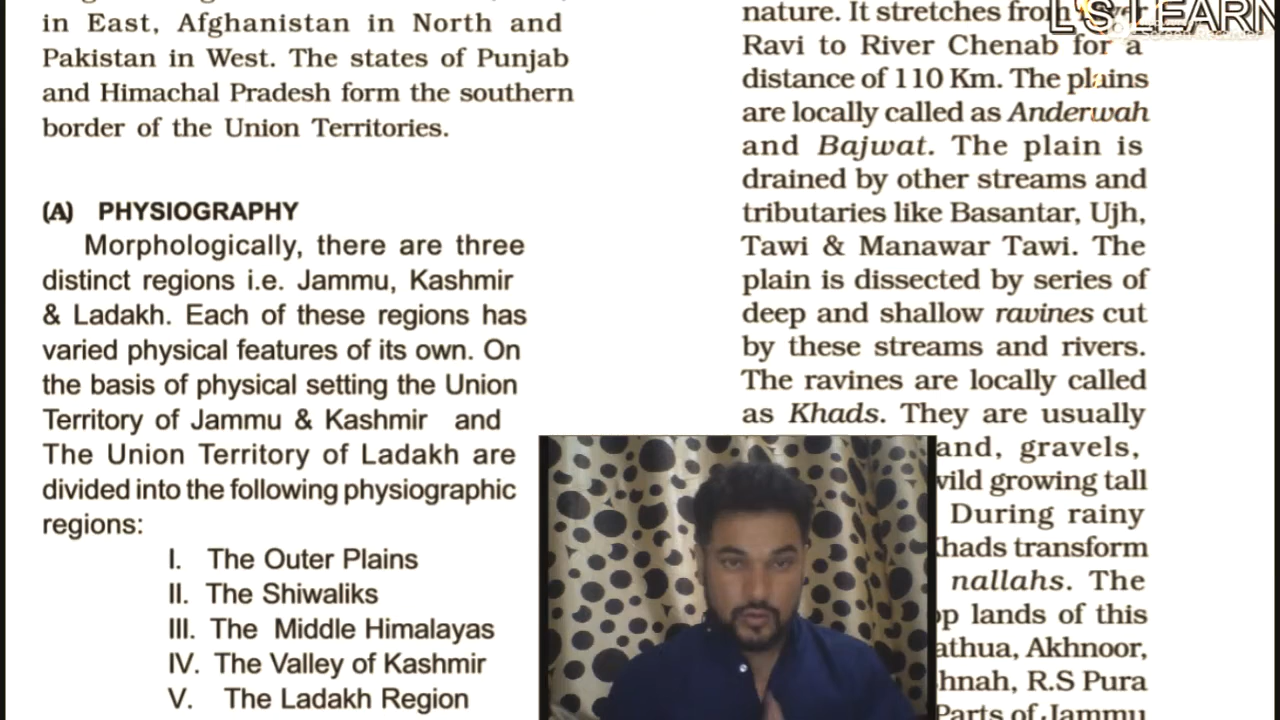 in East, Afghanistan in North and
Pakistan in West. The states of Punjab
and Himachal Pradesh form the southern
border of the Union Territories.
(A) PHYSIOGRAPHY
Morphologically, there are three
distinct regions i.e. Jammu, Kashmir
& Ladakh. Each of these regions has
varied physical features of its own. On
the basis of physical setting the Union
Territory of Jammu & Kashmir and
The Union Territory of Ladakh are
divided into the following physiographic
regions:
I. The Outer Plains
II. The Shiwaliks
III. The Middle Himalayas
IV. The Valley of Kashmir
V. The Ladakh Region
L'S LEARN
nature. It stretches from
Ravi to River Chenab for a
distance of 110 Km. The plains
are locally called as Anderwah
and Bajwat. The plain is
drained by other streams and
tributaries like Basantar, Ujh,
Tawi & Manawar Tawi. The
plain is dissected by series of
deep and shallow ravines cut
by these streams and rivers.
The ravines are locally called
as Khads. They are usually
and, gravels,
wild growing tall
During rainy
Khads transform
nallahs. The
op lands of this
athua, Akhnoor,
shnah, R.S Pura
Parts of Jammu